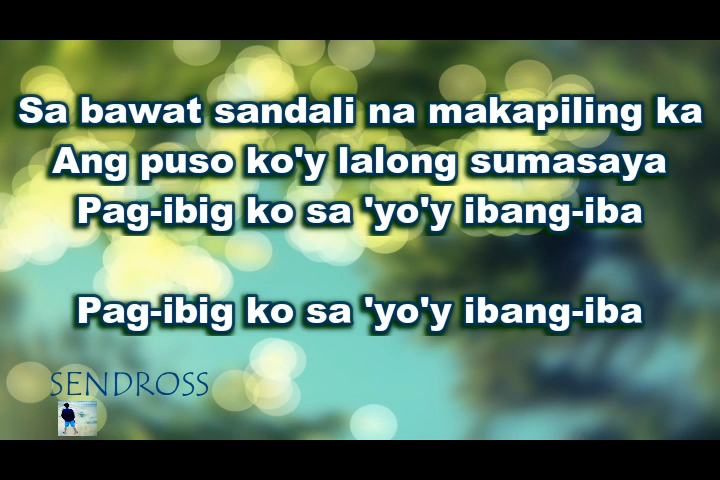 Sa bawat sandali na makapiling ka
Ang puso ko'y lalong sumasaya
Pag-ibig ko sa 'yo'y ibang-iba
Pag-ibig ko sa 'yo'y ibang-iba
SENDROSS